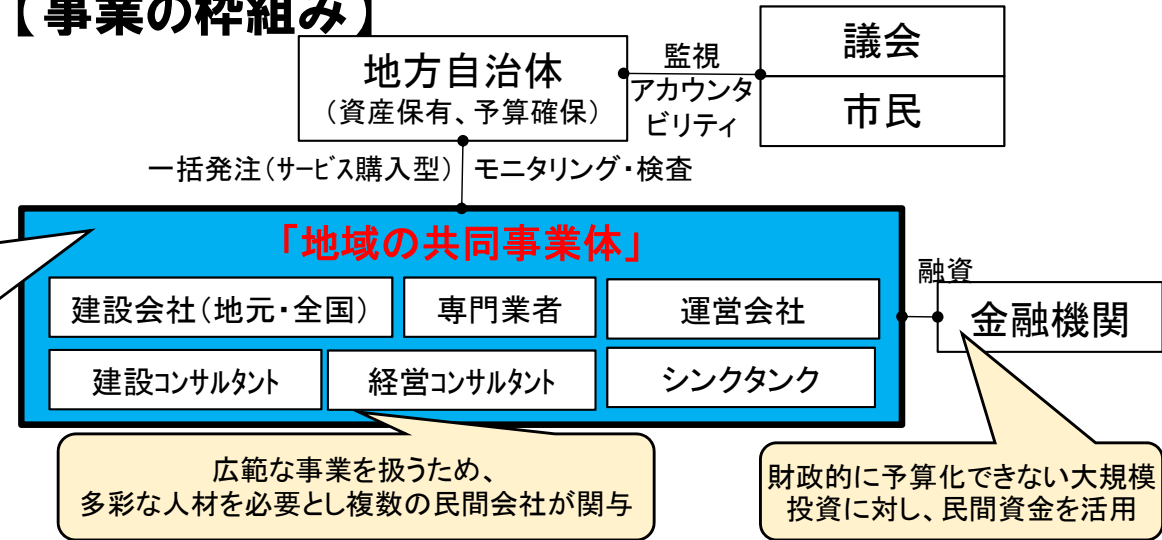 【事業の枠組み】
地方自治体
(資産保有、予算確保)
監視
アカウンタ
ビリティ
議会
市民
一括発注(サービス購入型)
モニタリング・検査
「地域の共同事業体」
建設会社(地元・全国)
専門業者
運営会社
建設コンサルタント
経営コンサルタント
シンクタンク
融資
金融機関
広範な事業を扱うため、
多彩な人材を必要とし複数の民間会社が関与
財政的に予算化できない大規模
投資に対し、民間資金を活用